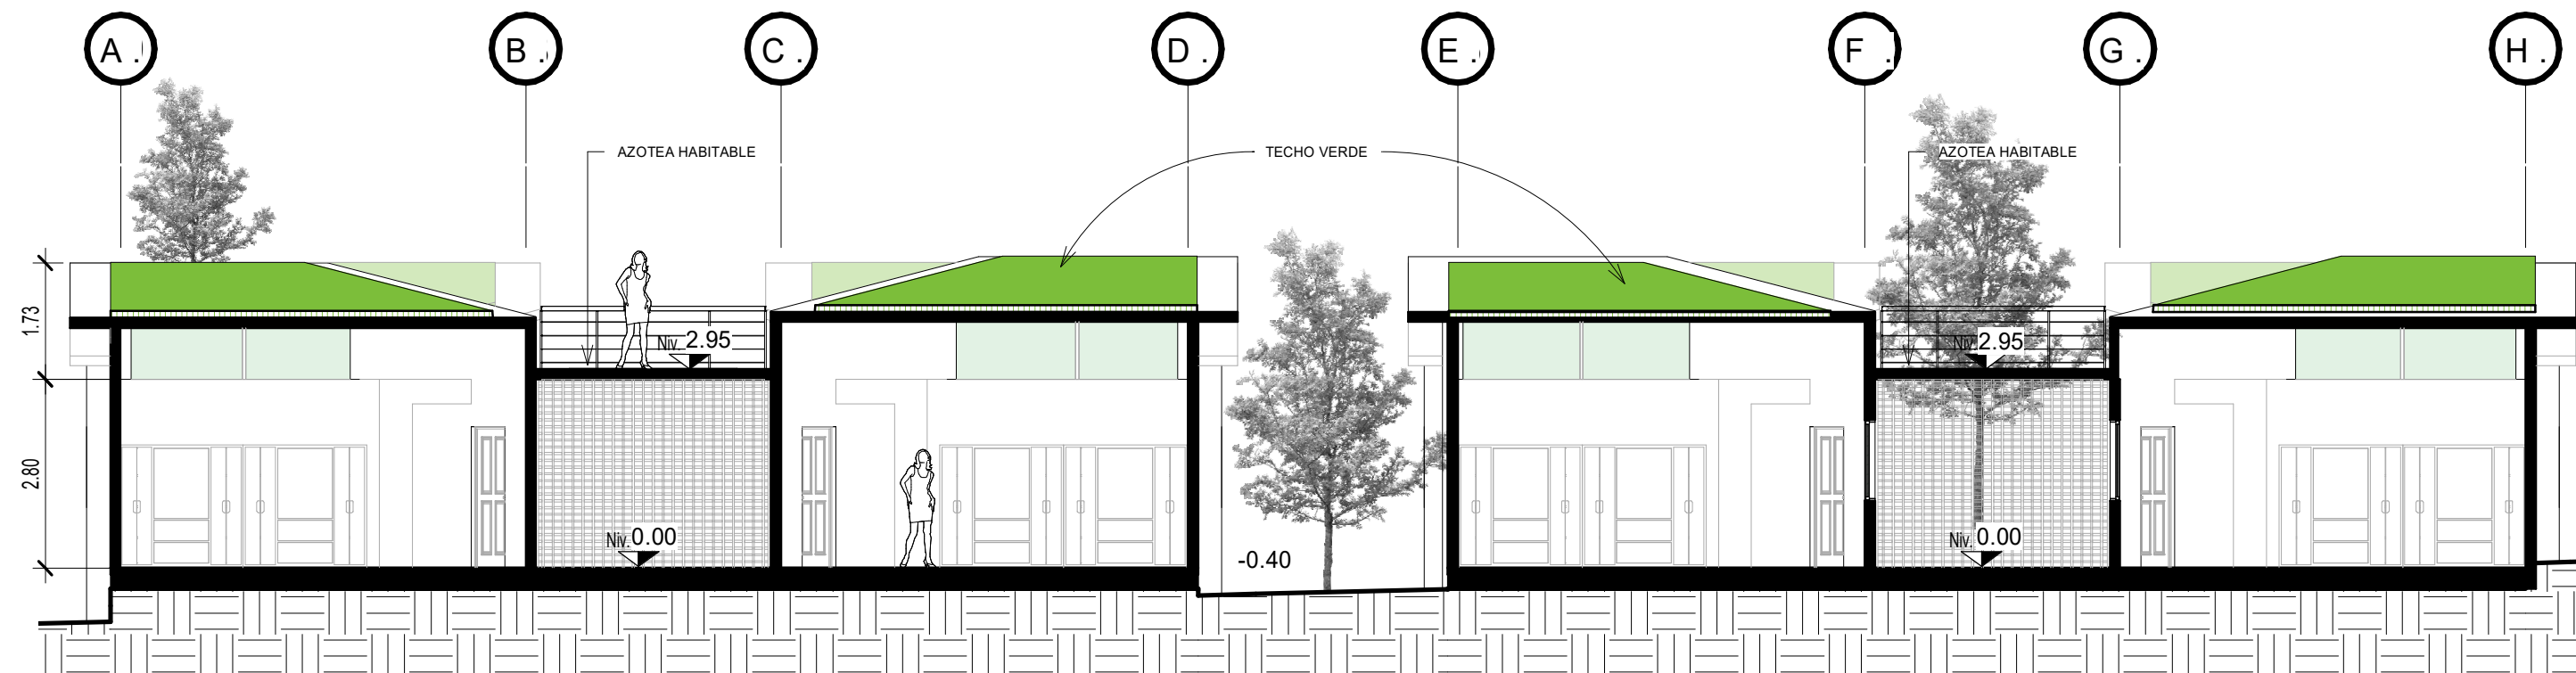 A .
B .
C .
D .
E .
F .
G .
H .
AZOTEA HABITABLE
TECHO VERDE
AZOTEA HABITABLE
1.73
Niv. 2.95
Niv. 2.95
2.80
Niv. 0.00
-0.40
Niv. 0.00